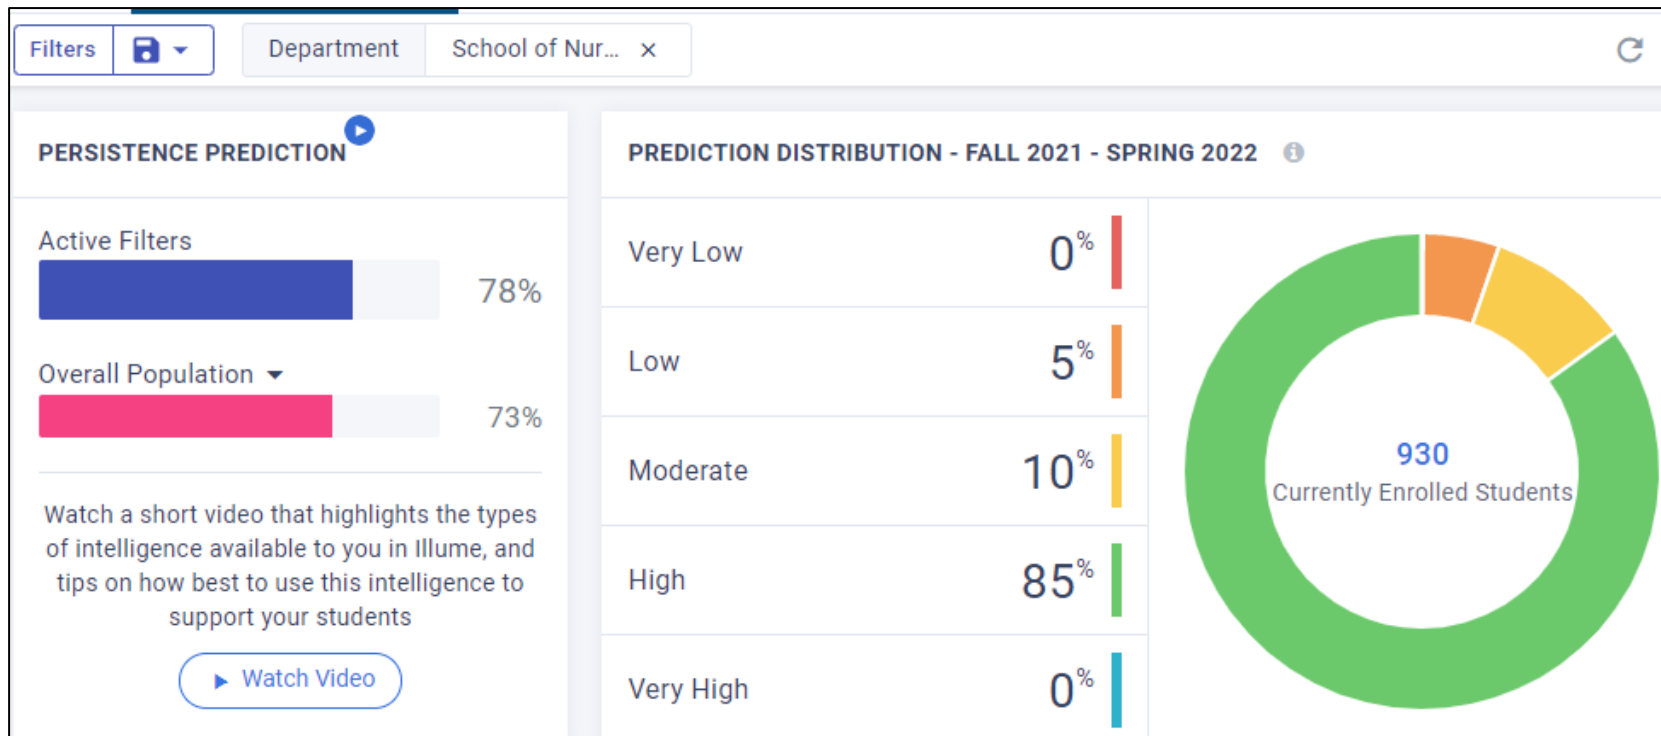 Filters
Department
School of Nur...
PERSISTENCE PREDICTION
Active Filters
78%
Overall Population
73%
Watch a short video that highlights the types
of intelligence available to you in Illume, and
tips on how best to use this intelligence to
support your students
Watch Video
PREDICTION DISTRIBUTION - FALL 2021 - SPRING 2022
Very Low 0%
Low 5%
Moderate 10%
High 85%
Very High 0%
930
Currently Enrolled Students